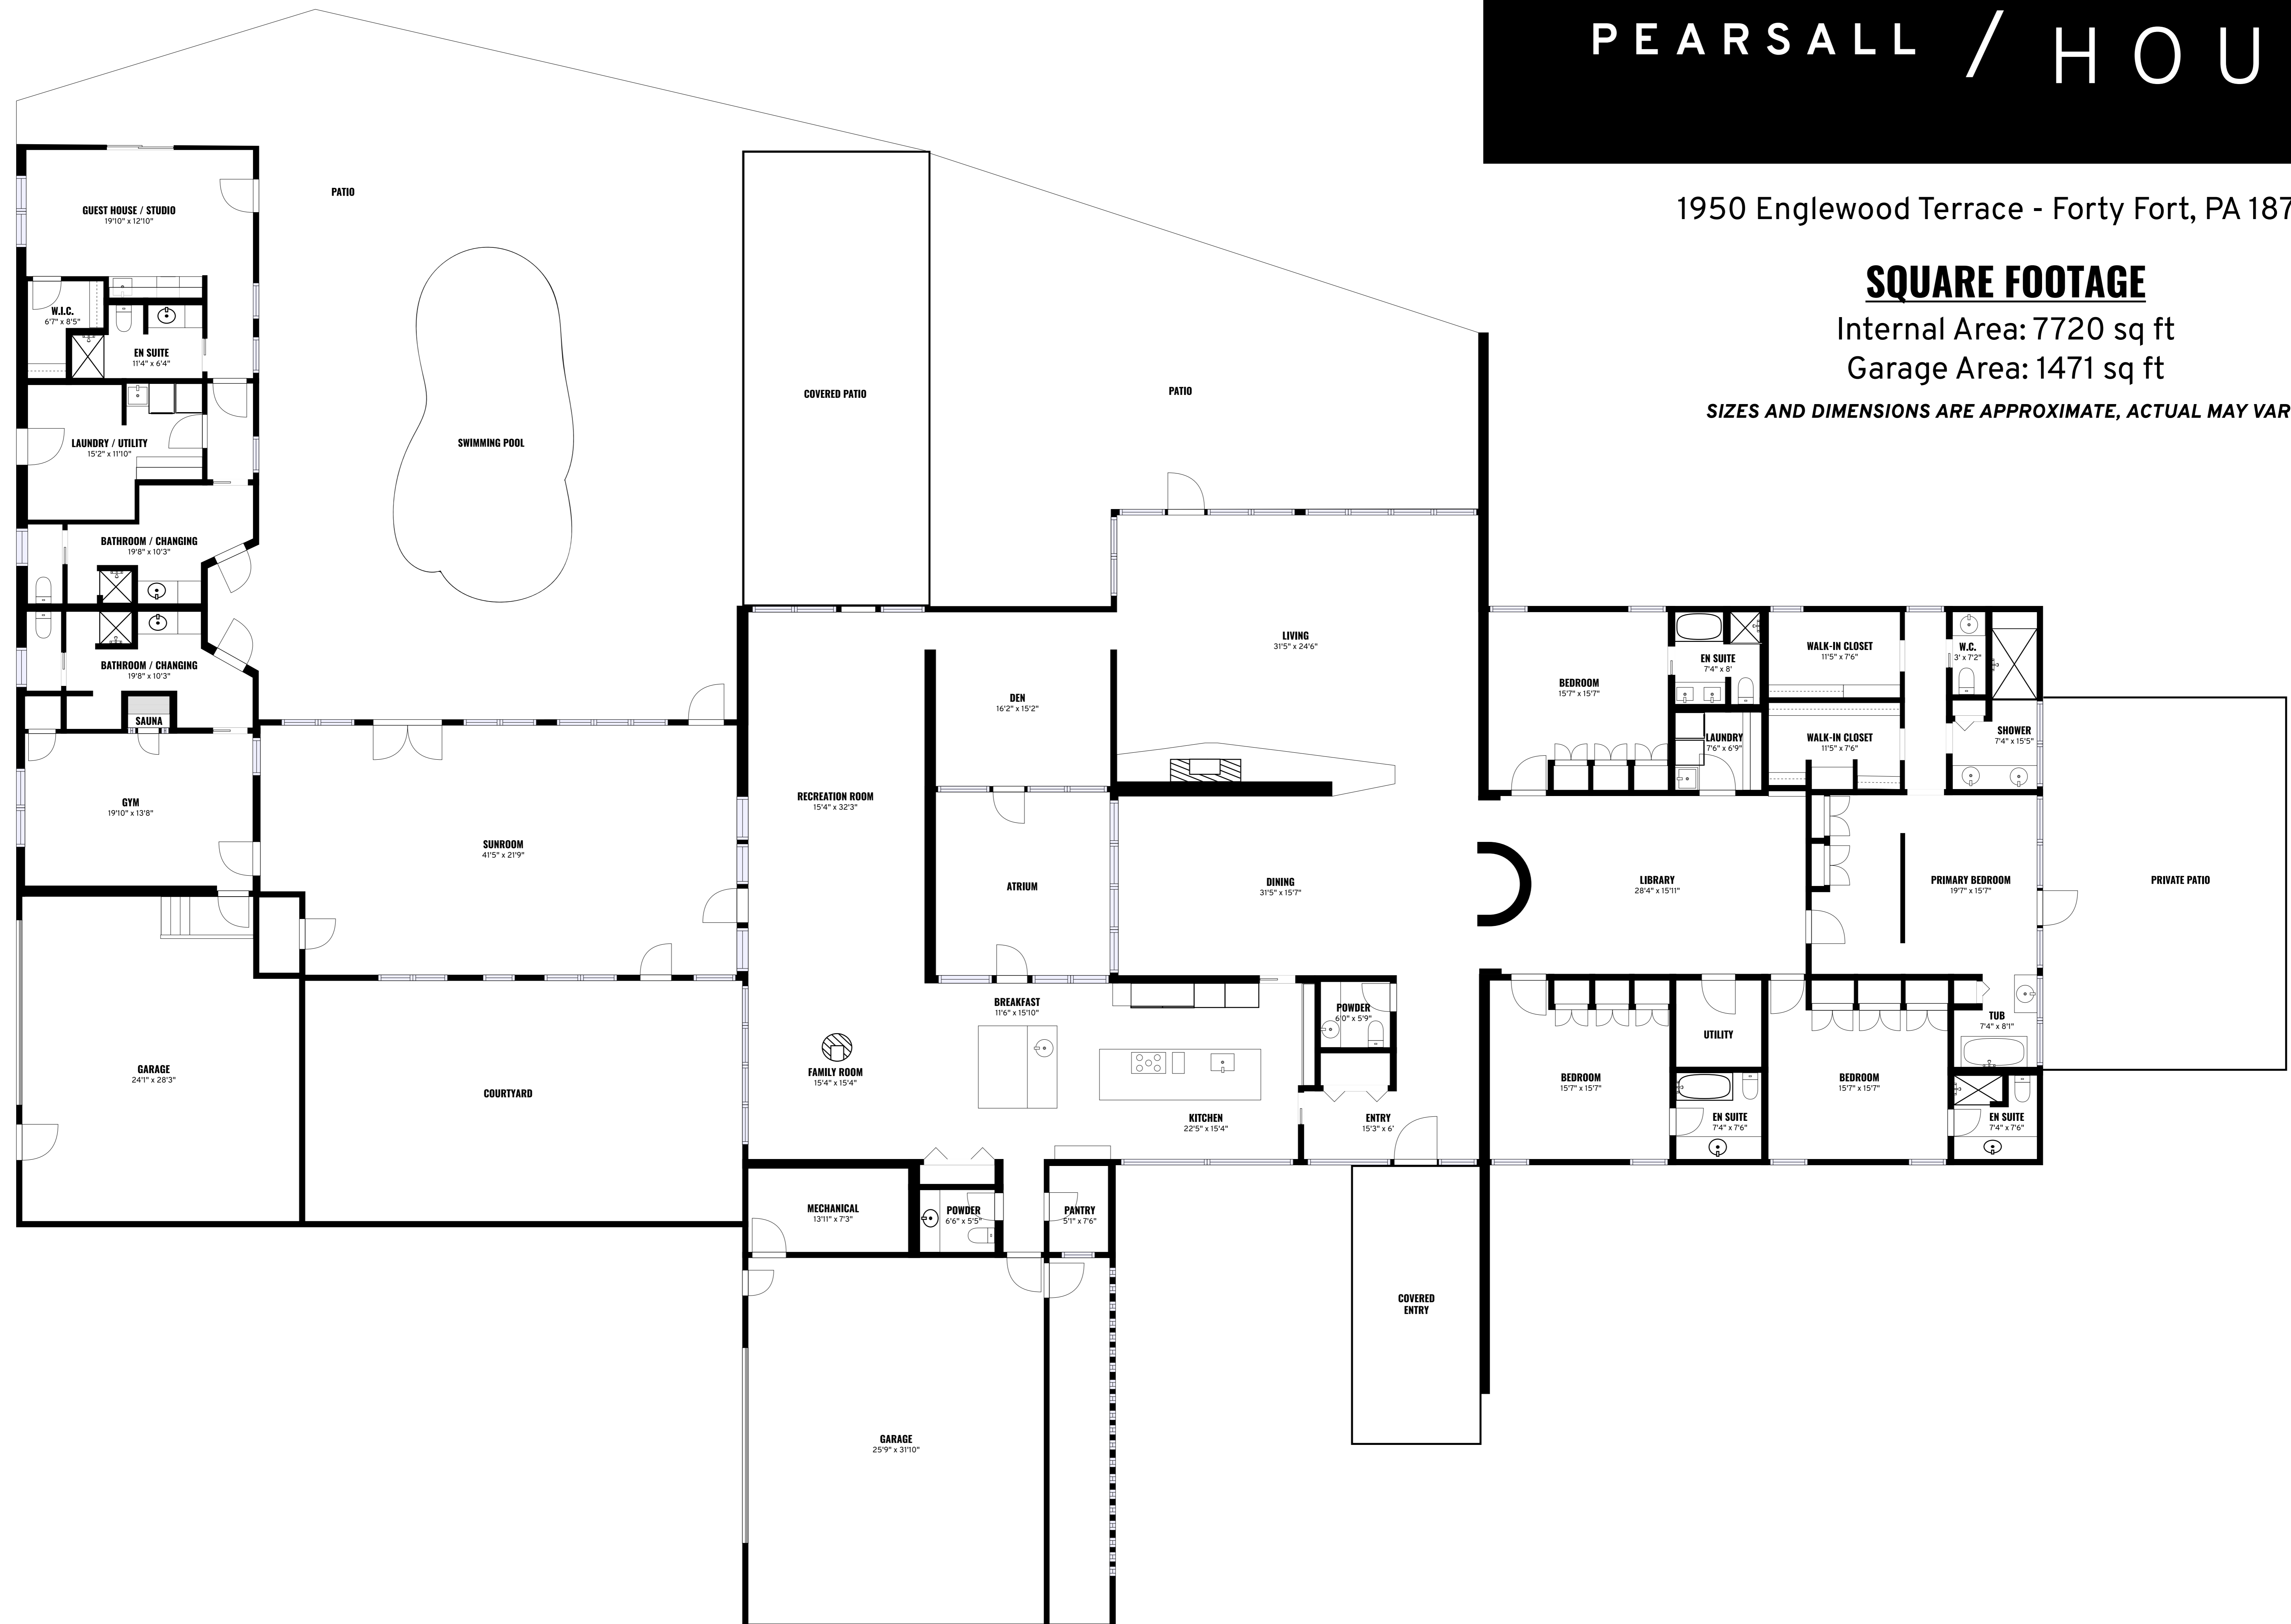 PEARSALL / HOU
1950 Englewood Terrace - Forty Fort, PA 187
SQUARE FOOTAGE
Internal Area: 7720 sq ft
Garage Area: 1471 sq ft
SIZES AND DIMENSIONS ARE APPROXIMATE, ACTUAL MAY VAR
GUEST HOUSE / STUDIO
19'10" x 12'10"
PATIO
W.I.C.
6'7" x 8'5"
EN SUITE
11'4" x 6'4"
LAUNDRY / UTILITY
15'2" x 11'10"
SWIMMING POOL
COVERED PATIO
PATIO
BATHROOM / CHANGING
19'8" x 10'3"
BATHROOM / CHANGING
19'8" x 10'3"
SAUNA
GYM
19'10" x 13'8"
SUNROOM
41'5" x 21'9"
RECREATION ROOM
15'4" x 32'3"
DEN
16'2" x 15'2"
LIVING
31'5" x 24'6"
ATRIUM
DINING
31'5" x 15'7"
BEDROOM
15'7" x 15'7"
EN SUITE
7'4" x 8'
LAUNDRY
7'6" x 6'9"
WALK-IN CLOSET
11'5" x 7'6"
WALK-IN CLOSET
11'5" x 7'6"
W.C.
3' x 7'2"
SHOWER
7'4" x 15'5"
LIBRARY
28'4" x 15'11"
PRIMARY BEDROOM
19'7" x 15'7"
PRIVATE PATIO
GARAGE
24'1" x 28'3"
COURTYARD
FAMILY ROOM
15'4" x 15'4"
BREAKFAST
11'6" x 15'10"
KITCHEN
22'5" x 15'4"
POWDER
6'0" x 5'9"
ENTRY
15'3" x 6'
BEDROOM
15'7" x 15'7"
UTILITY
EN SUITE
7'4" x 7'6"
BEDROOM
15'7" x 15'7"
TUB
7'4" x 8'1"
EN SUITE
7'4" x 7'6"
MECHANICAL
13'11" x 7'3"
POWDER
6'6" x 5'5"
PANTRY
5'1" x 7'6"
COVERED
ENTRY
GARAGE
25'9" x 31'10"